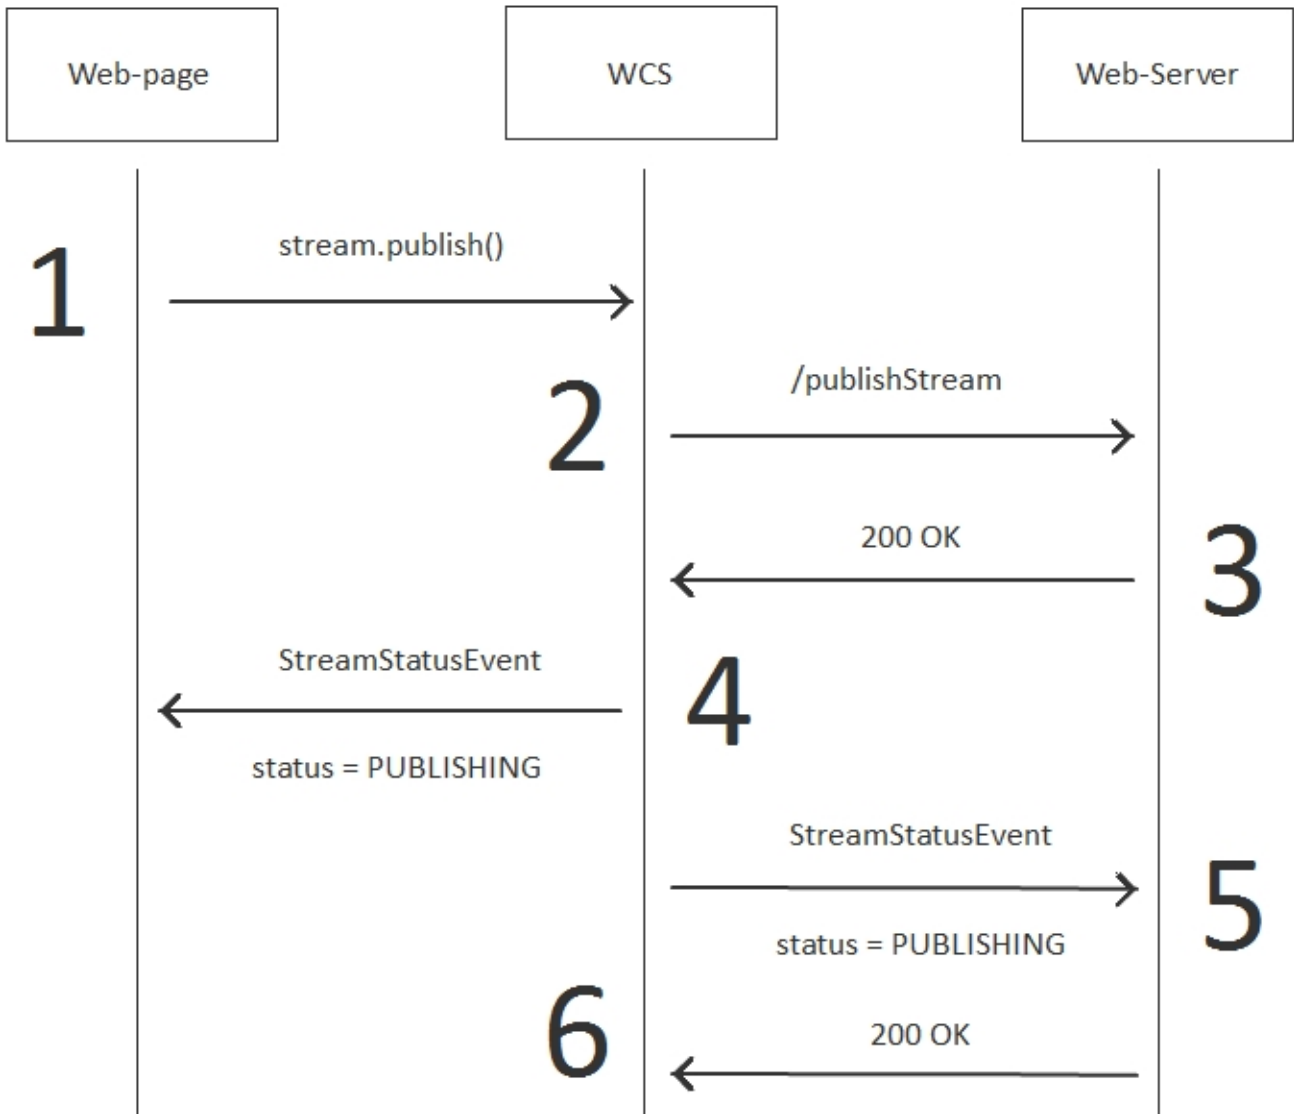 Web-page
WCS
Web-Server
1
stream.publish()
2
/publishStream
200 OK
3
StreamStatusEvent
4
status = PUBLISHING
StreamStatusEvent
5
status = PUBLISHING
6
200 OK